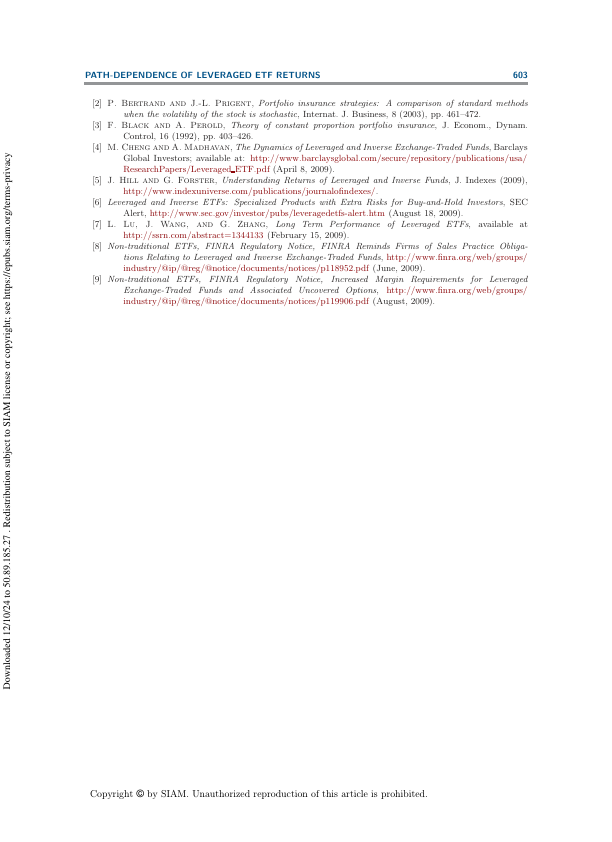 PATH-DEPENDENCE OF LEVERAGED ETF RETURNS 603
[2] P. BERTRAND AND J.-L. PRIGENT, Portfolio insurance strategies: A comparison of standard methods
when the volatility of the stock is stochastic, Internat. J. Business, 8 (2003), pp. 461–472.
[3] F. BLACK AND A. PEROLD, Theory of constant proportion portfolio insurance, J. Econom., Dynam.
Control, 16 (1992), pp. 403–426.
[4] M. CHENG AND A. MADHAVAN, The Dynamics of Leveraged and Inverse Exchange-Traded Funds, Barclays
Global Investors; available at: http://www.barclaysglobal.com/secure/repository/publications/usa/
ResearchPapers/Leveraged_ETF.pdf (April 8, 2009).
[5] J. HILL AND G. FORSTER, Understanding Returns of Leveraged and Inverse Funds, J. Indexes (2009),
http://www.indexuniverse.com/publications/journalofindexes/.
[6] Leveraged and Inverse ETFs: Specialized Products with Extra Risks for Buy-and-Hold Investors, SEC
Alert, http://www.sec.gov/investor/pubs/leveragedetfs-alert.htm (August 18, 2009).
[7] L. LU, J. WANG, AND G. ZHANG, Long Term Performance of Leveraged ETFs, available at
http://ssrn.com/abstract=1344133 (February 15, 2009).
[8] Non-traditional ETFs, FINRA Regulatory Notice, FINRA Reminds Firms of Sales Practice Obliga-
tions Relating to Leveraged and Inverse Exchange-Traded Funds, http://www.finra.org/web/groups/
industry/@ip/@reg/@notice/documents/notices/p118952.pdf (June, 2009).
[9] Non-traditional ETFs, FINRA Regulatory Notice, Increased Margin Requirements for Leveraged
Exchange-Traded Funds and Associated Uncovered Options, http://www.finra.org/web/groups/
industry/@ip/@reg/@notice/documents/notices/p119906.pdf (August, 2009).
Downloaded 12/10/24 to 50.89.185.27 . Redistribution subject to SIAM license or copyright; see https://epubs.siam.org/terms-privacy
Copyright © by SIAM. Unauthorized reproduction of this article is prohibited.